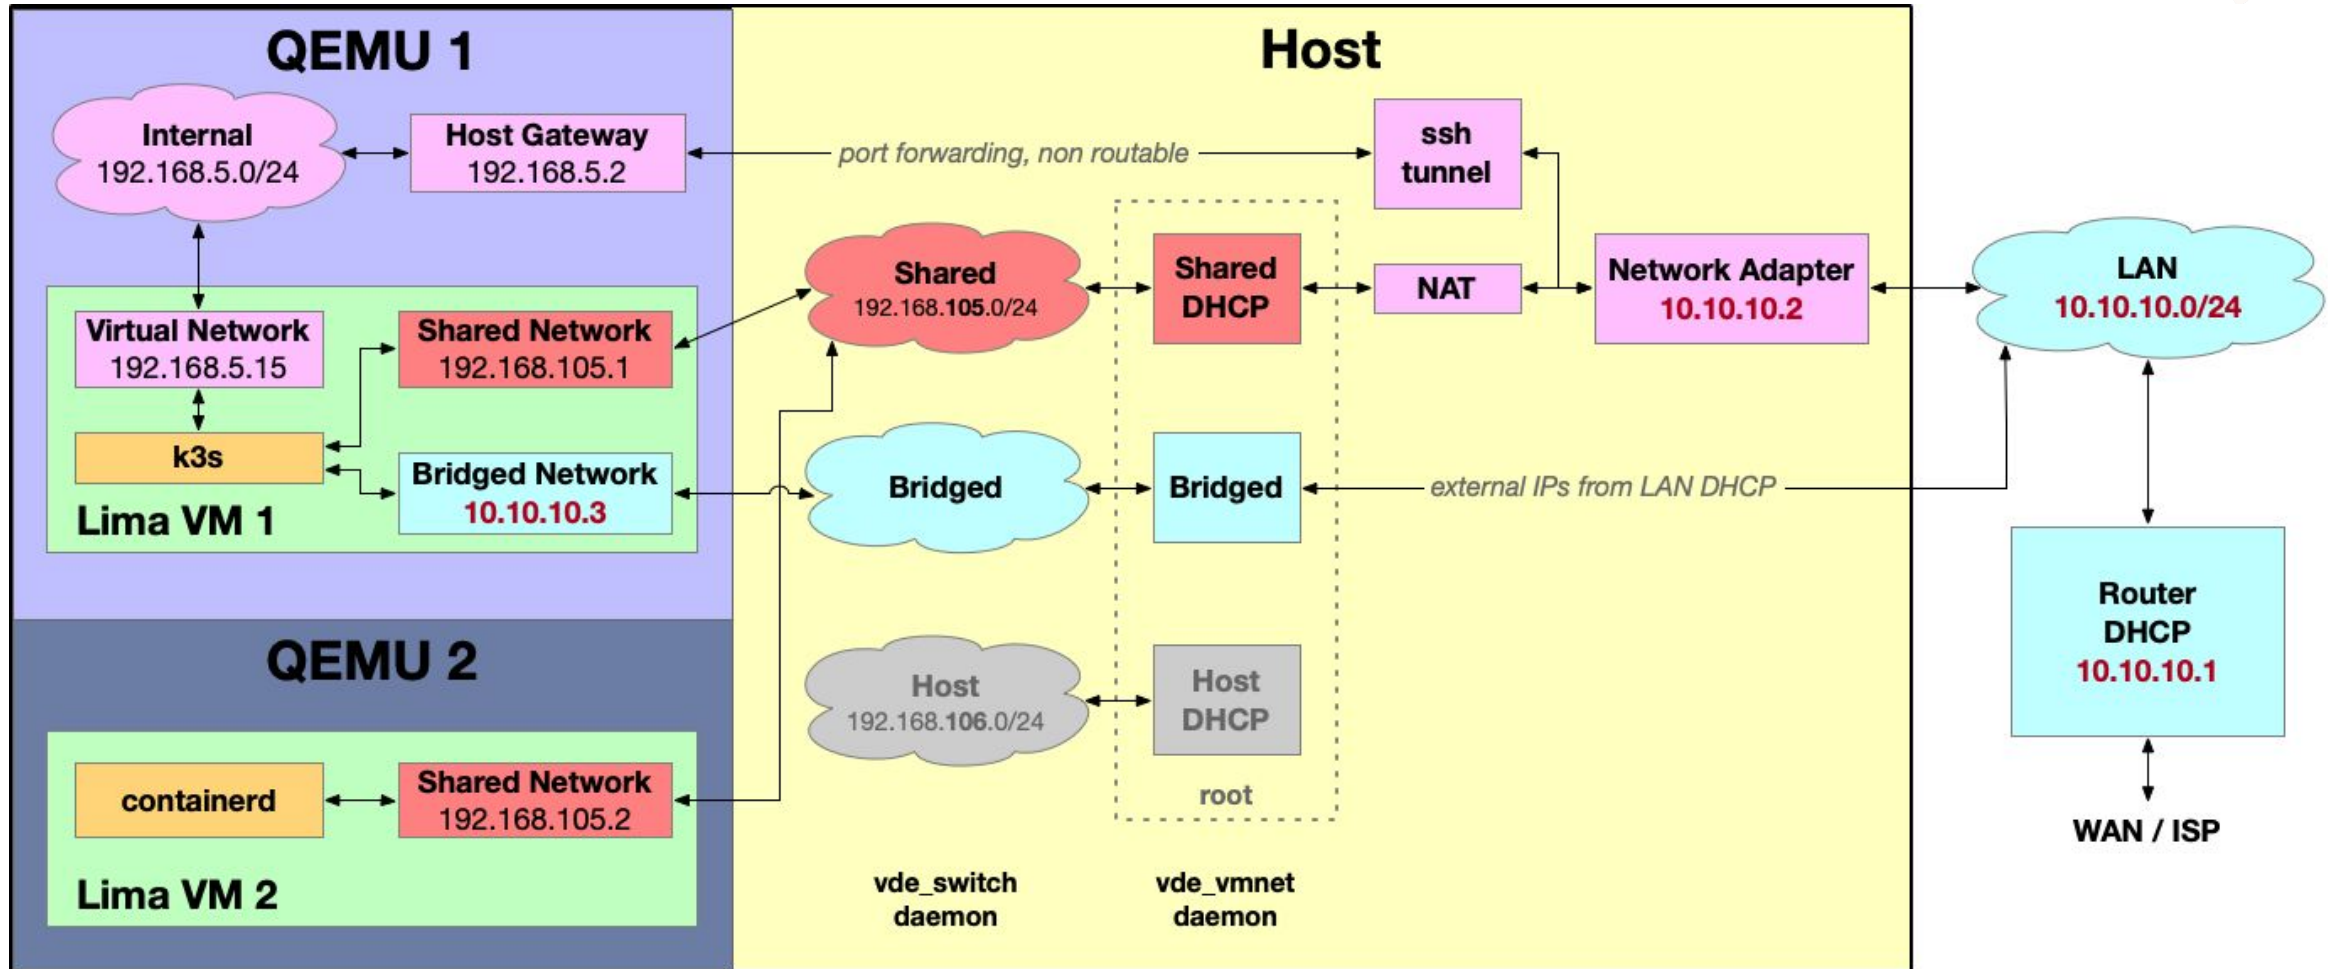 QEMU 1
Host
Internal
192.168.5.0/24
Host Gateway
192.168.5.2
port forwarding, non routable
ssh
tunnel
Virtual Network
192.168.5.15
Shared Network
192.168.105.1
Shared
192.168.105.0/24
Shared
DHCP
NAT
Network Adapter
10.10.10.2
LAN
10.10.10.0/24
k3s
Bridged Network
10.10.10.3
Lima VM 1
Bridged
Bridged
external IPs from LAN DHCP
Router
DHCP
10.10.10.1
WAN / ISP
QEMU 2
Host
192.168.106.0/24
Host
DHCP
root
containerd
Shared Network
192.168.105.2
Lima VM 2
vde_switch
daemon
vde_vmnet
daemon